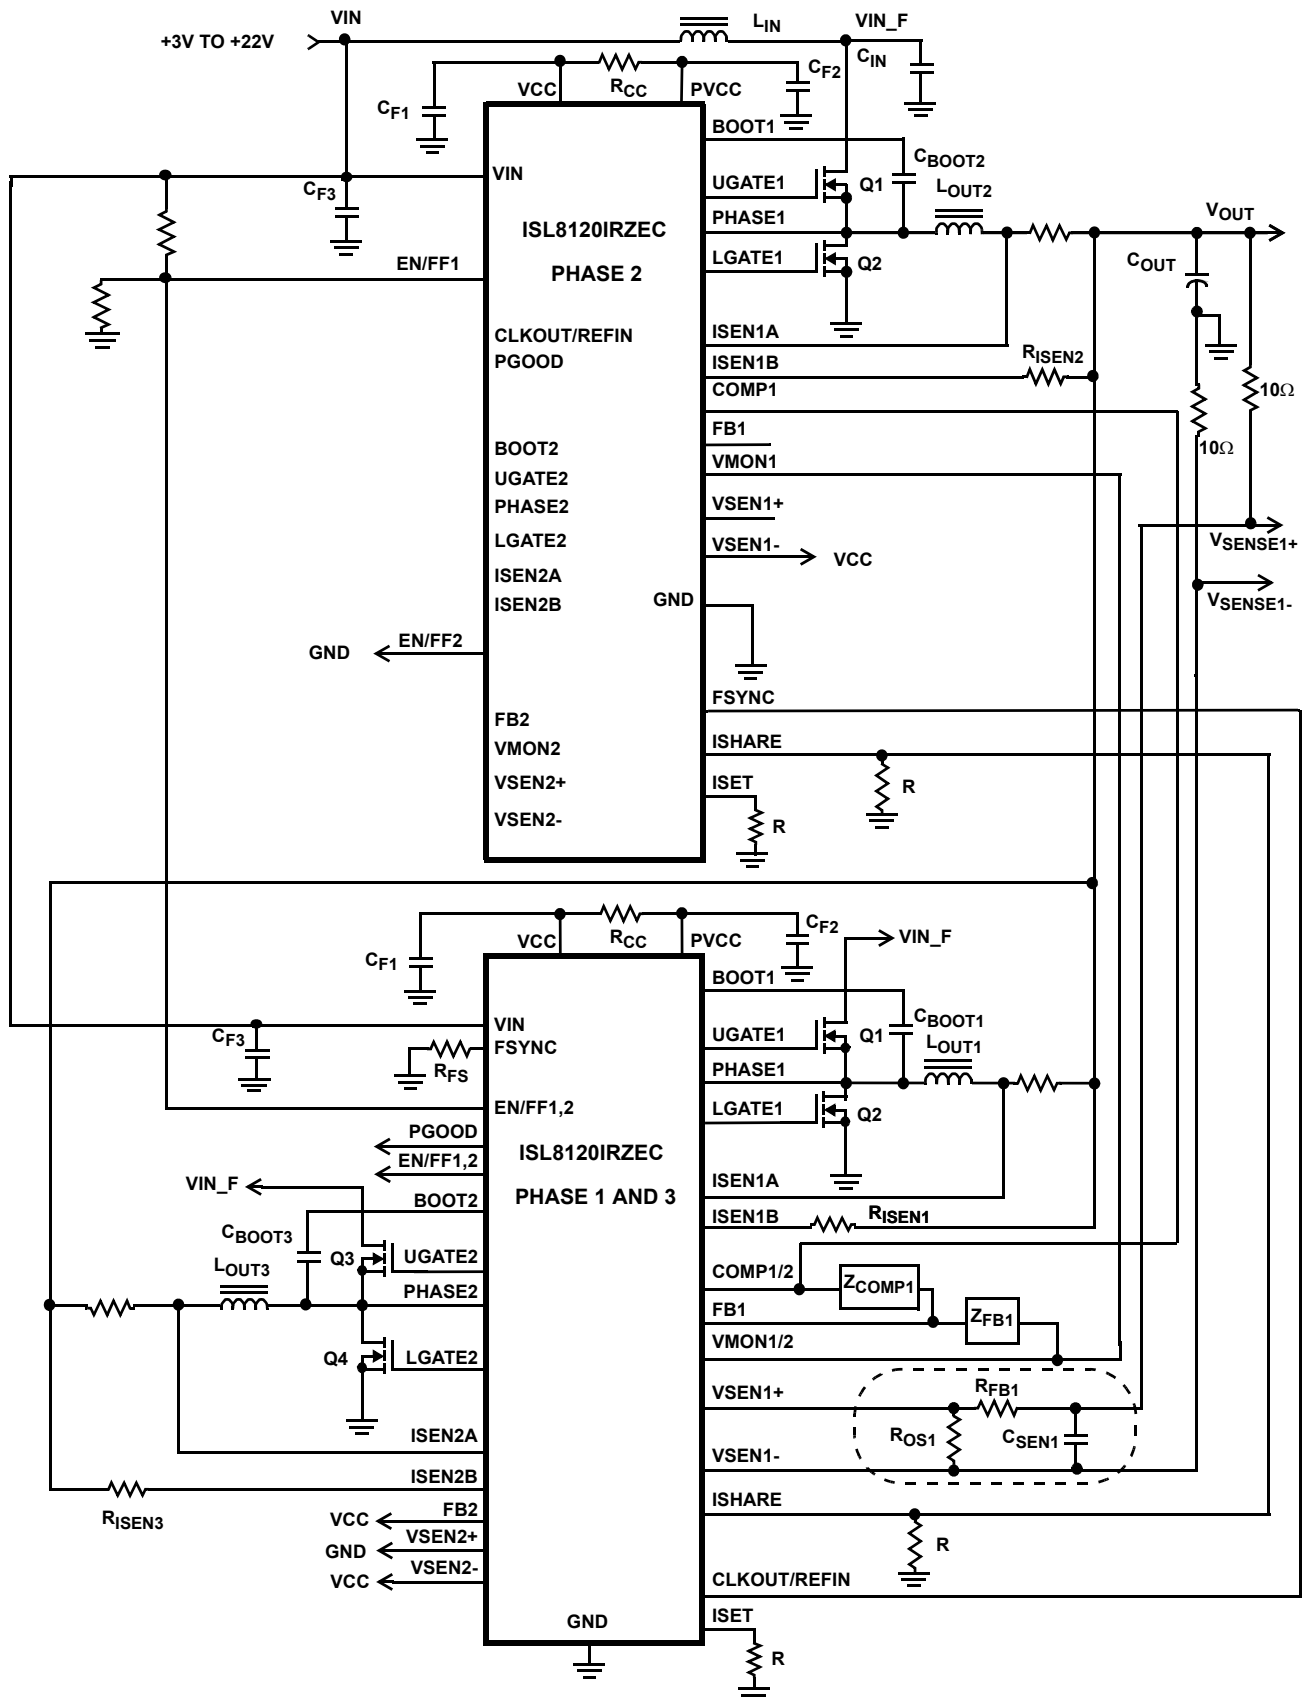 VIN
LIN
VIN_F
+3V TO +22V
CIN
CF2
VCC
RCC
PVCC
CF1
BOOT1
CBOOT2
VIN
CF3
UGATE1
Q1
LOUT2
ISL8120IRZEC
PHASE1
VOUT
EN/FF1
PHASE 2
LGATE1
Q2
COUT
CLKOUT/REFIN
ISEN1A
PGOOD
ISEN1B
RISEN2
COMP1
10Ω
FB1
10Ω
BOOT2
VMON1
UGATE2
PHASE2
VSEN1+
LGATE2
VSENSE1+
VSEN1-
VCC
ISEN2A
ISEN2B
GND
VSENSE1-
GND
EN/FF2
FSYNC
FB2
ISHARE
VMON2
VSEN2+
ISET
R
VSEN2-
R
CF2
VCC
RCC
PVCC
VIN_F
CF1
BOOT1
CBOOT1
VIN
CF3
FSYNC
UGATE1
Q1
LOUT1
RFS
PHASE1
EN/FF1,2
LGATE1
Q2
PGOOD
ISL8120IRZEC
EN/FF1,2
ISEN1A
VIN_F
BOOT2
PHASE 1 AND 3
ISEN1B
RISEN1
CBOOT3
Q3
UGATE2
LOUT3
COMP1/2
ZCOMP1
PHASE2
FB1
ZFB1
VMON1/2
Q4
LGATE2
VSEN1+
RFB1
ISEN2A
ROS1
CSEN1
VSEN1-
ISEN2B
ISHARE
RISEN3
VCC
FB2
VSEN2+
GND
R
VSEN2-
VCC
CLKOUT/REFIN
GND
ISET
R